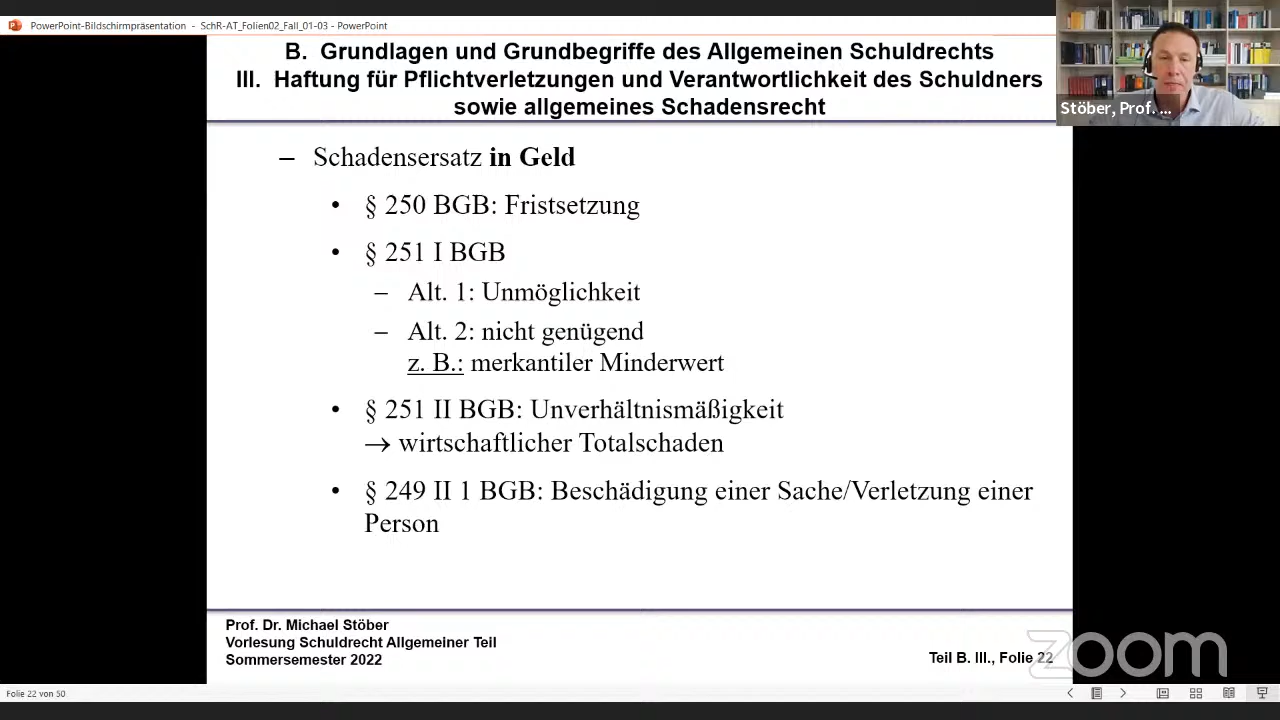 PowerPoint-Bildschirmpräsentation - SchR-AT_Folien02_Fall_01-03 - PowerPoint
B. Grundlagen und Grundbegriffe des Allgemeinen Schuldrechts
III. Haftung für Pflichtverletzungen und Verantwortlichkeit des Schuldners
sowie allgemeines Schadensrecht
Stöber, Prof. ...
– Schadensersatz in Geld
• § 250 BGB: Fristsetzung
• § 251 I BGB
– Alt. 1: Unmöglichkeit
– Alt. 2: nicht genügend
z. B.: merkantiler Minderwert
• § 251 II BGB: Unverhältnismäßigkeit
→ wirtschaftlicher Totalschaden
• § 249 II 1 BGB: Beschädigung einer Sache/Verletzung einer
Person
Prof. Dr. Michael Stöber
Vorlesung Schuldrecht Allgemeiner Teil
Sommersemester 2022
Teil B. III., Folie 22
zoom
Folie 22 von 50